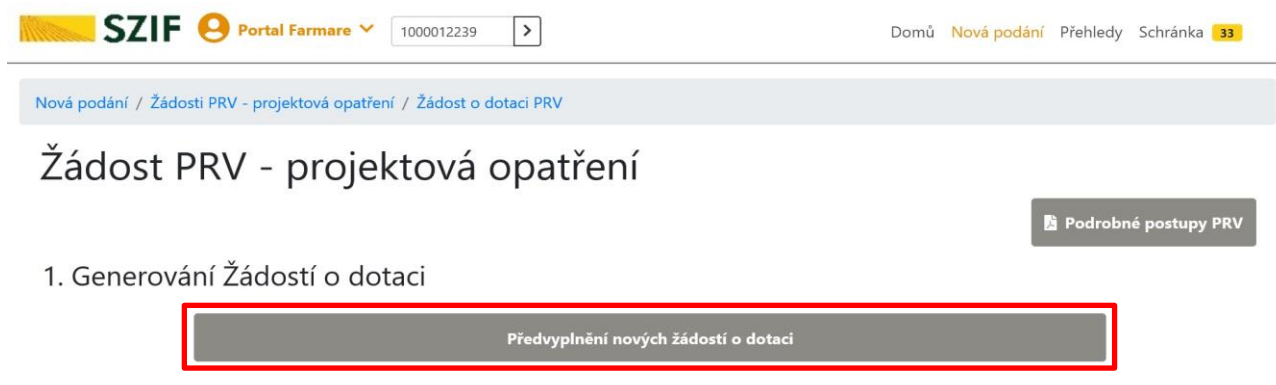 SZIF Portal Farmare 1000012239 > Domů Nová podání Přehledy Schránka 33
Nová podání / Žádosti PRV - projektová opatření / Žádost o dotaci PRV
Žádost PRV - projektová opatření
Podrobné postupy PRV
1. Generování Žádostí o dotaci
Předvyplnění nových žádostí o dotaci